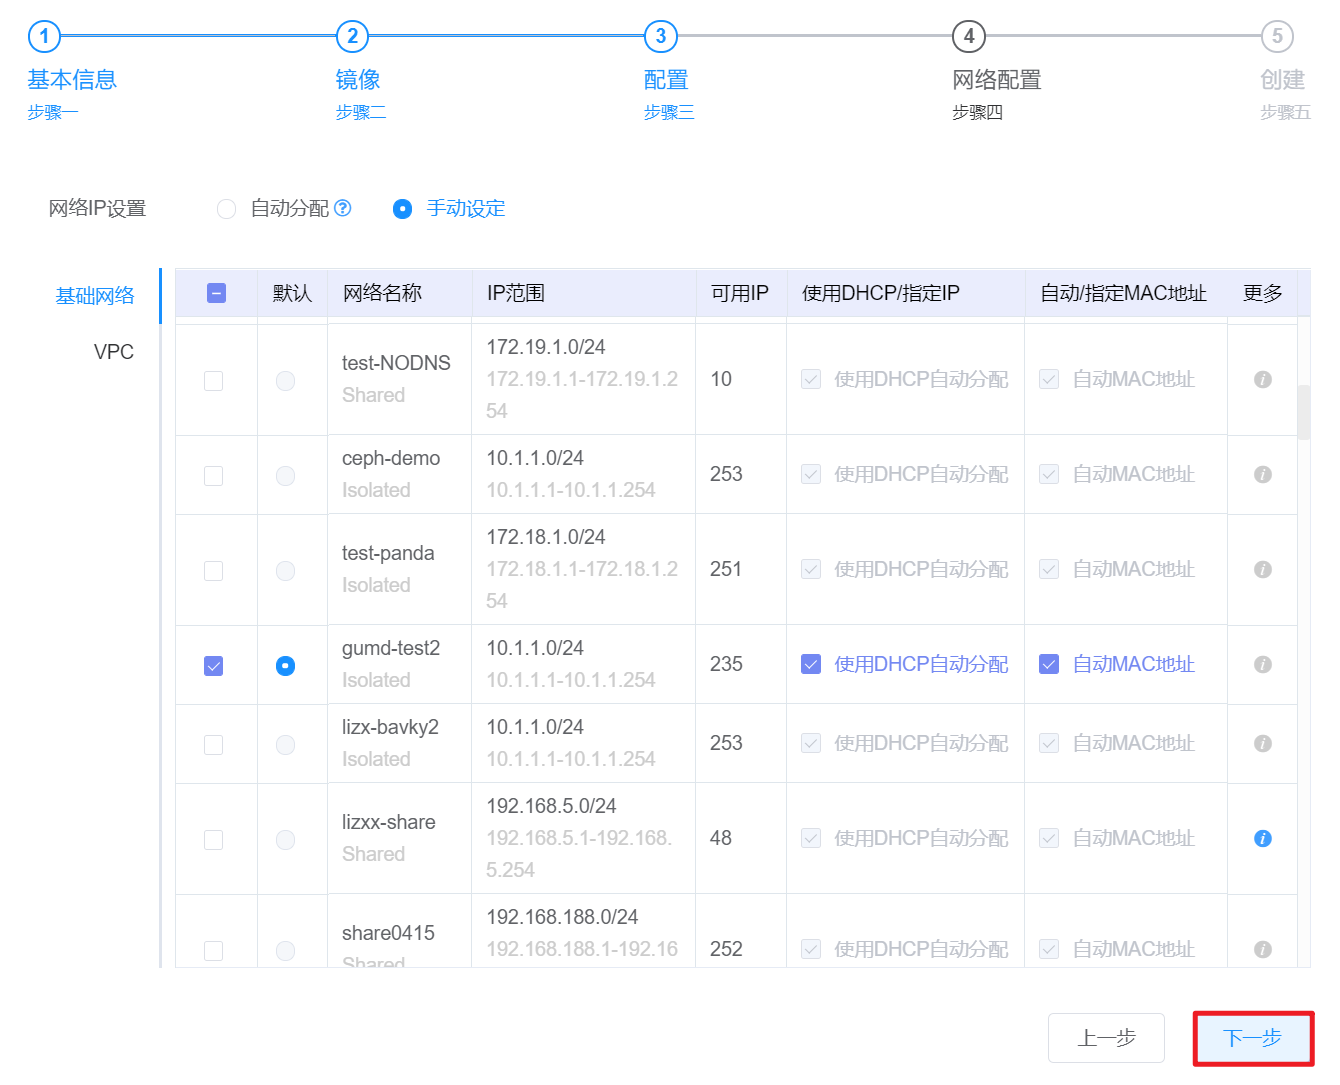 1
2
3
4
5
基本信息
镜像
配置
网络配置
创建
步骤一
步骤二
步骤三
步骤四
步骤五
网络IP设置
自动分配
手动设定
基础网络
VPC
默认
网络名称
IP范围
可用IP
使用DHCP/指定IP
自动/指定MAC地址
更多
test-NODNS
Shared
172.19.1.0/24
172.19.1.1-172.19.1.2
54
10
使用DHCP自动分配
自动MAC地址
ceph-demo
Isolated
10.1.1.0/24
10.1.1.1-10.1.1.254
253
使用DHCP自动分配
自动MAC地址
test-panda
Isolated
172.18.1.0/24
172.18.1.1-172.18.1.2
54
251
使用DHCP自动分配
自动MAC地址
gumd-test2
Isolated
10.1.1.0/24
10.1.1.1-10.1.1.254
235
使用DHCP自动分配
自动MAC地址
lizx-bavky2
Isolated
10.1.1.0/24
10.1.1.1-10.1.1.254
253
使用DHCP自动分配
自动MAC地址
lizxx-share
Shared
192.168.5.0/24
192.168.5.1-192.168.
5.254
48
使用DHCP自动分配
自动MAC地址
share0415
Shared
192.168.188.0/24
192.168.188.1-192.16
252
使用DHCP自动分配
自动MAC地址
上一步
下一步